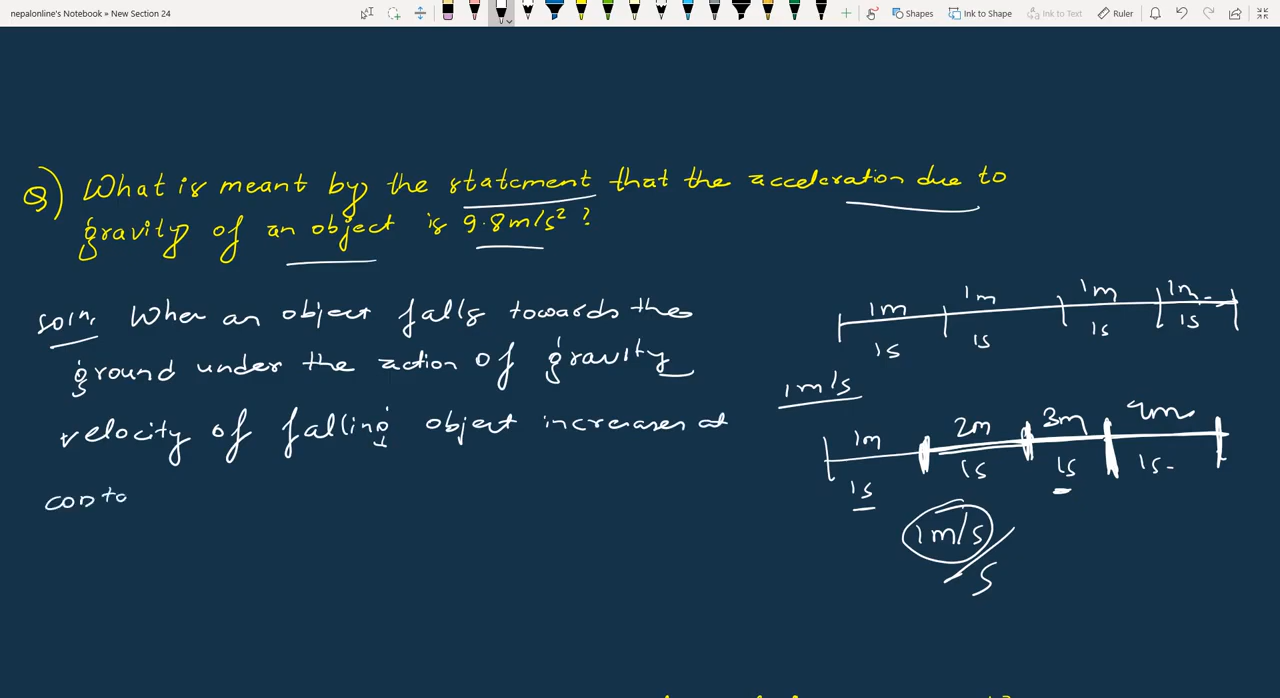 nepalonline's Notebook » New Section 24
Shapes Ink to Shape Ink to Text Ruler
Q) What is meant by the statement that the acceleration due to
gravity of an object is 9.8m/s² ?
soln. When an object falls towards the
ground under the action of gravity
velocity of falling object increases at
consta
1m 1m 1m 1m
1s 1s 1s 1s
1m/s
1m 2m 3m 4m
1s 1s 1s 1s
1m/s
/s